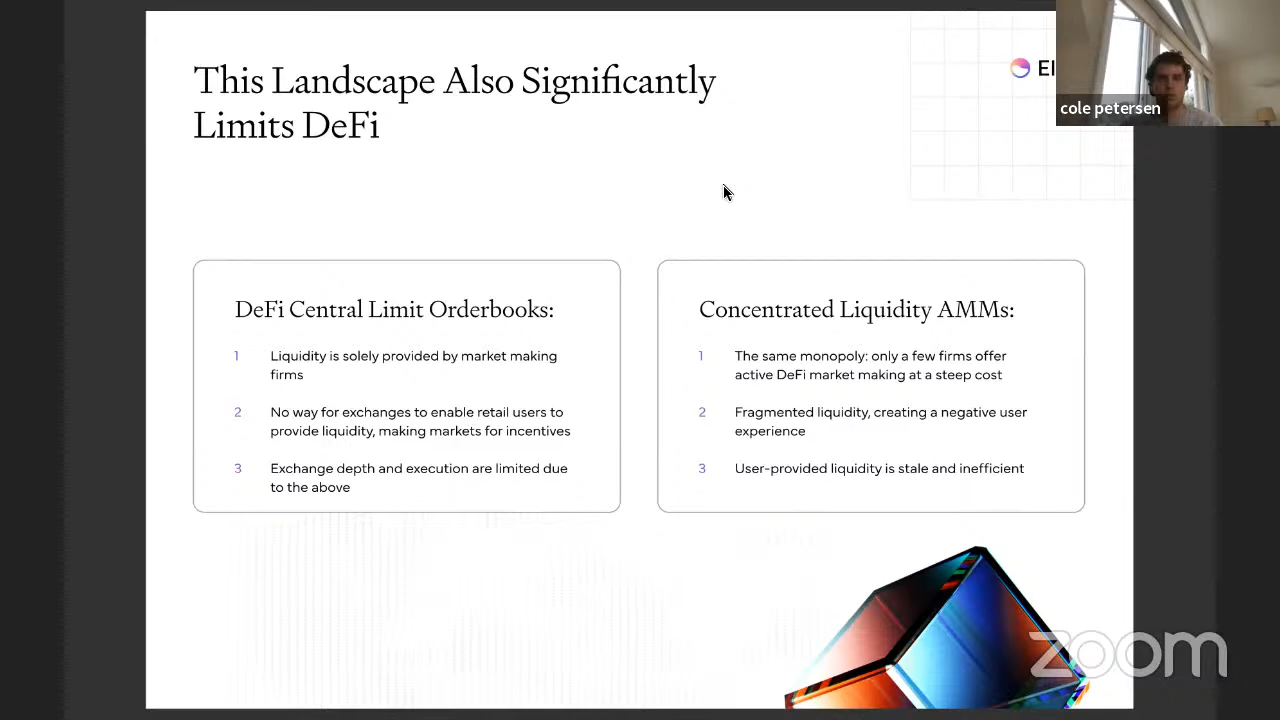 This Landscape Also Significantly
Limits DeFi
El
cole petersen
DeFi Central Limit Orderbooks:
1 Liquidity is solely provided by market making
firms
2 No way for exchanges to enable retail users to
provide liquidity, making markets for incentives
3 Exchange depth and execution are limited due
to the above
Concentrated Liquidity AMMs:
1 The same monopoly: only a few firms offer
active DeFi market making at a steep cost
2 Fragmented liquidity, creating a negative user
experience
3 User-provided liquidity is stale and inefficient
zoom